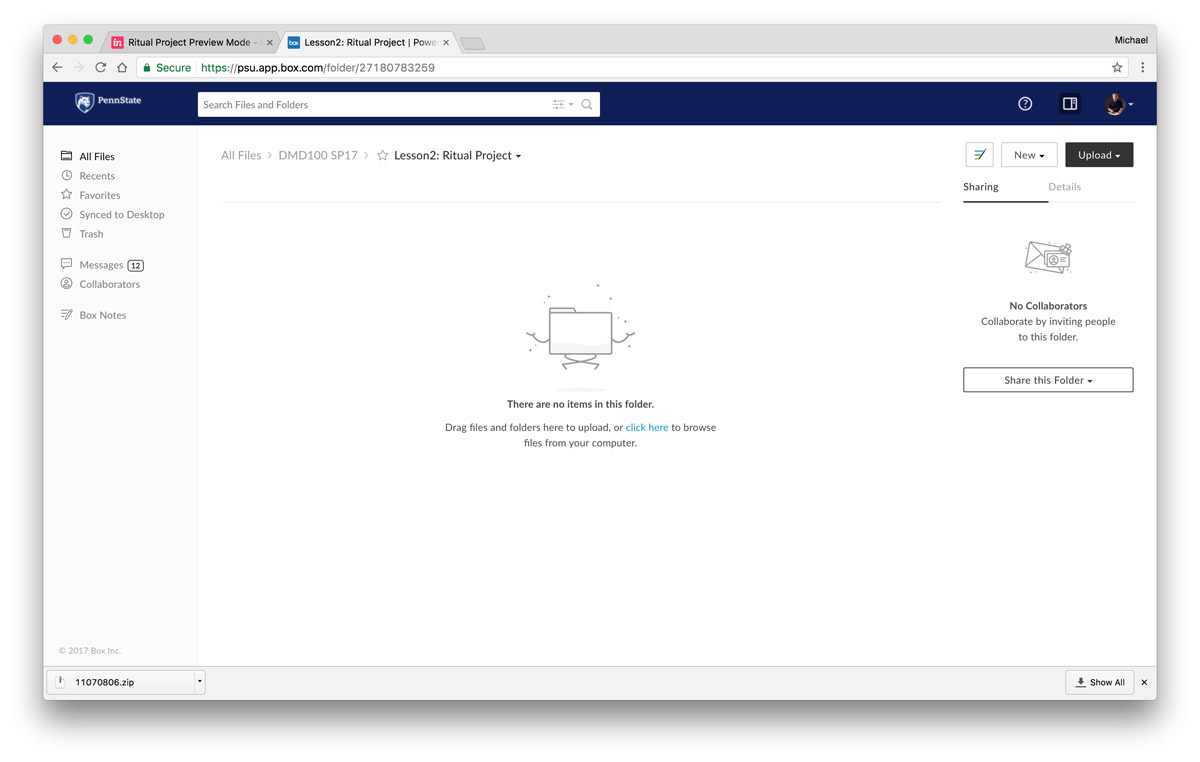 Ritual Project Preview Mode -
Lesson2: Ritual Project | Powe
Michael
Secure https://psu.app.box.com/folder/27180783259
PennState
Search Files and Folders
All Files
Recents
Favorites
Synced to Desktop
Trash
Messages 12
Collaborators
Box Notes
All Files > DMD100 SP17 > Lesson2: Ritual Project
New
Upload
Sharing
Details
There are no items in this folder.
Drag files and folders here to upload, or click here to browse
files from your computer.
No Collaborators
Collaborate by inviting people
to this folder.
Share this Folder
© 2017 Box Inc.
11070806.zip
Show All